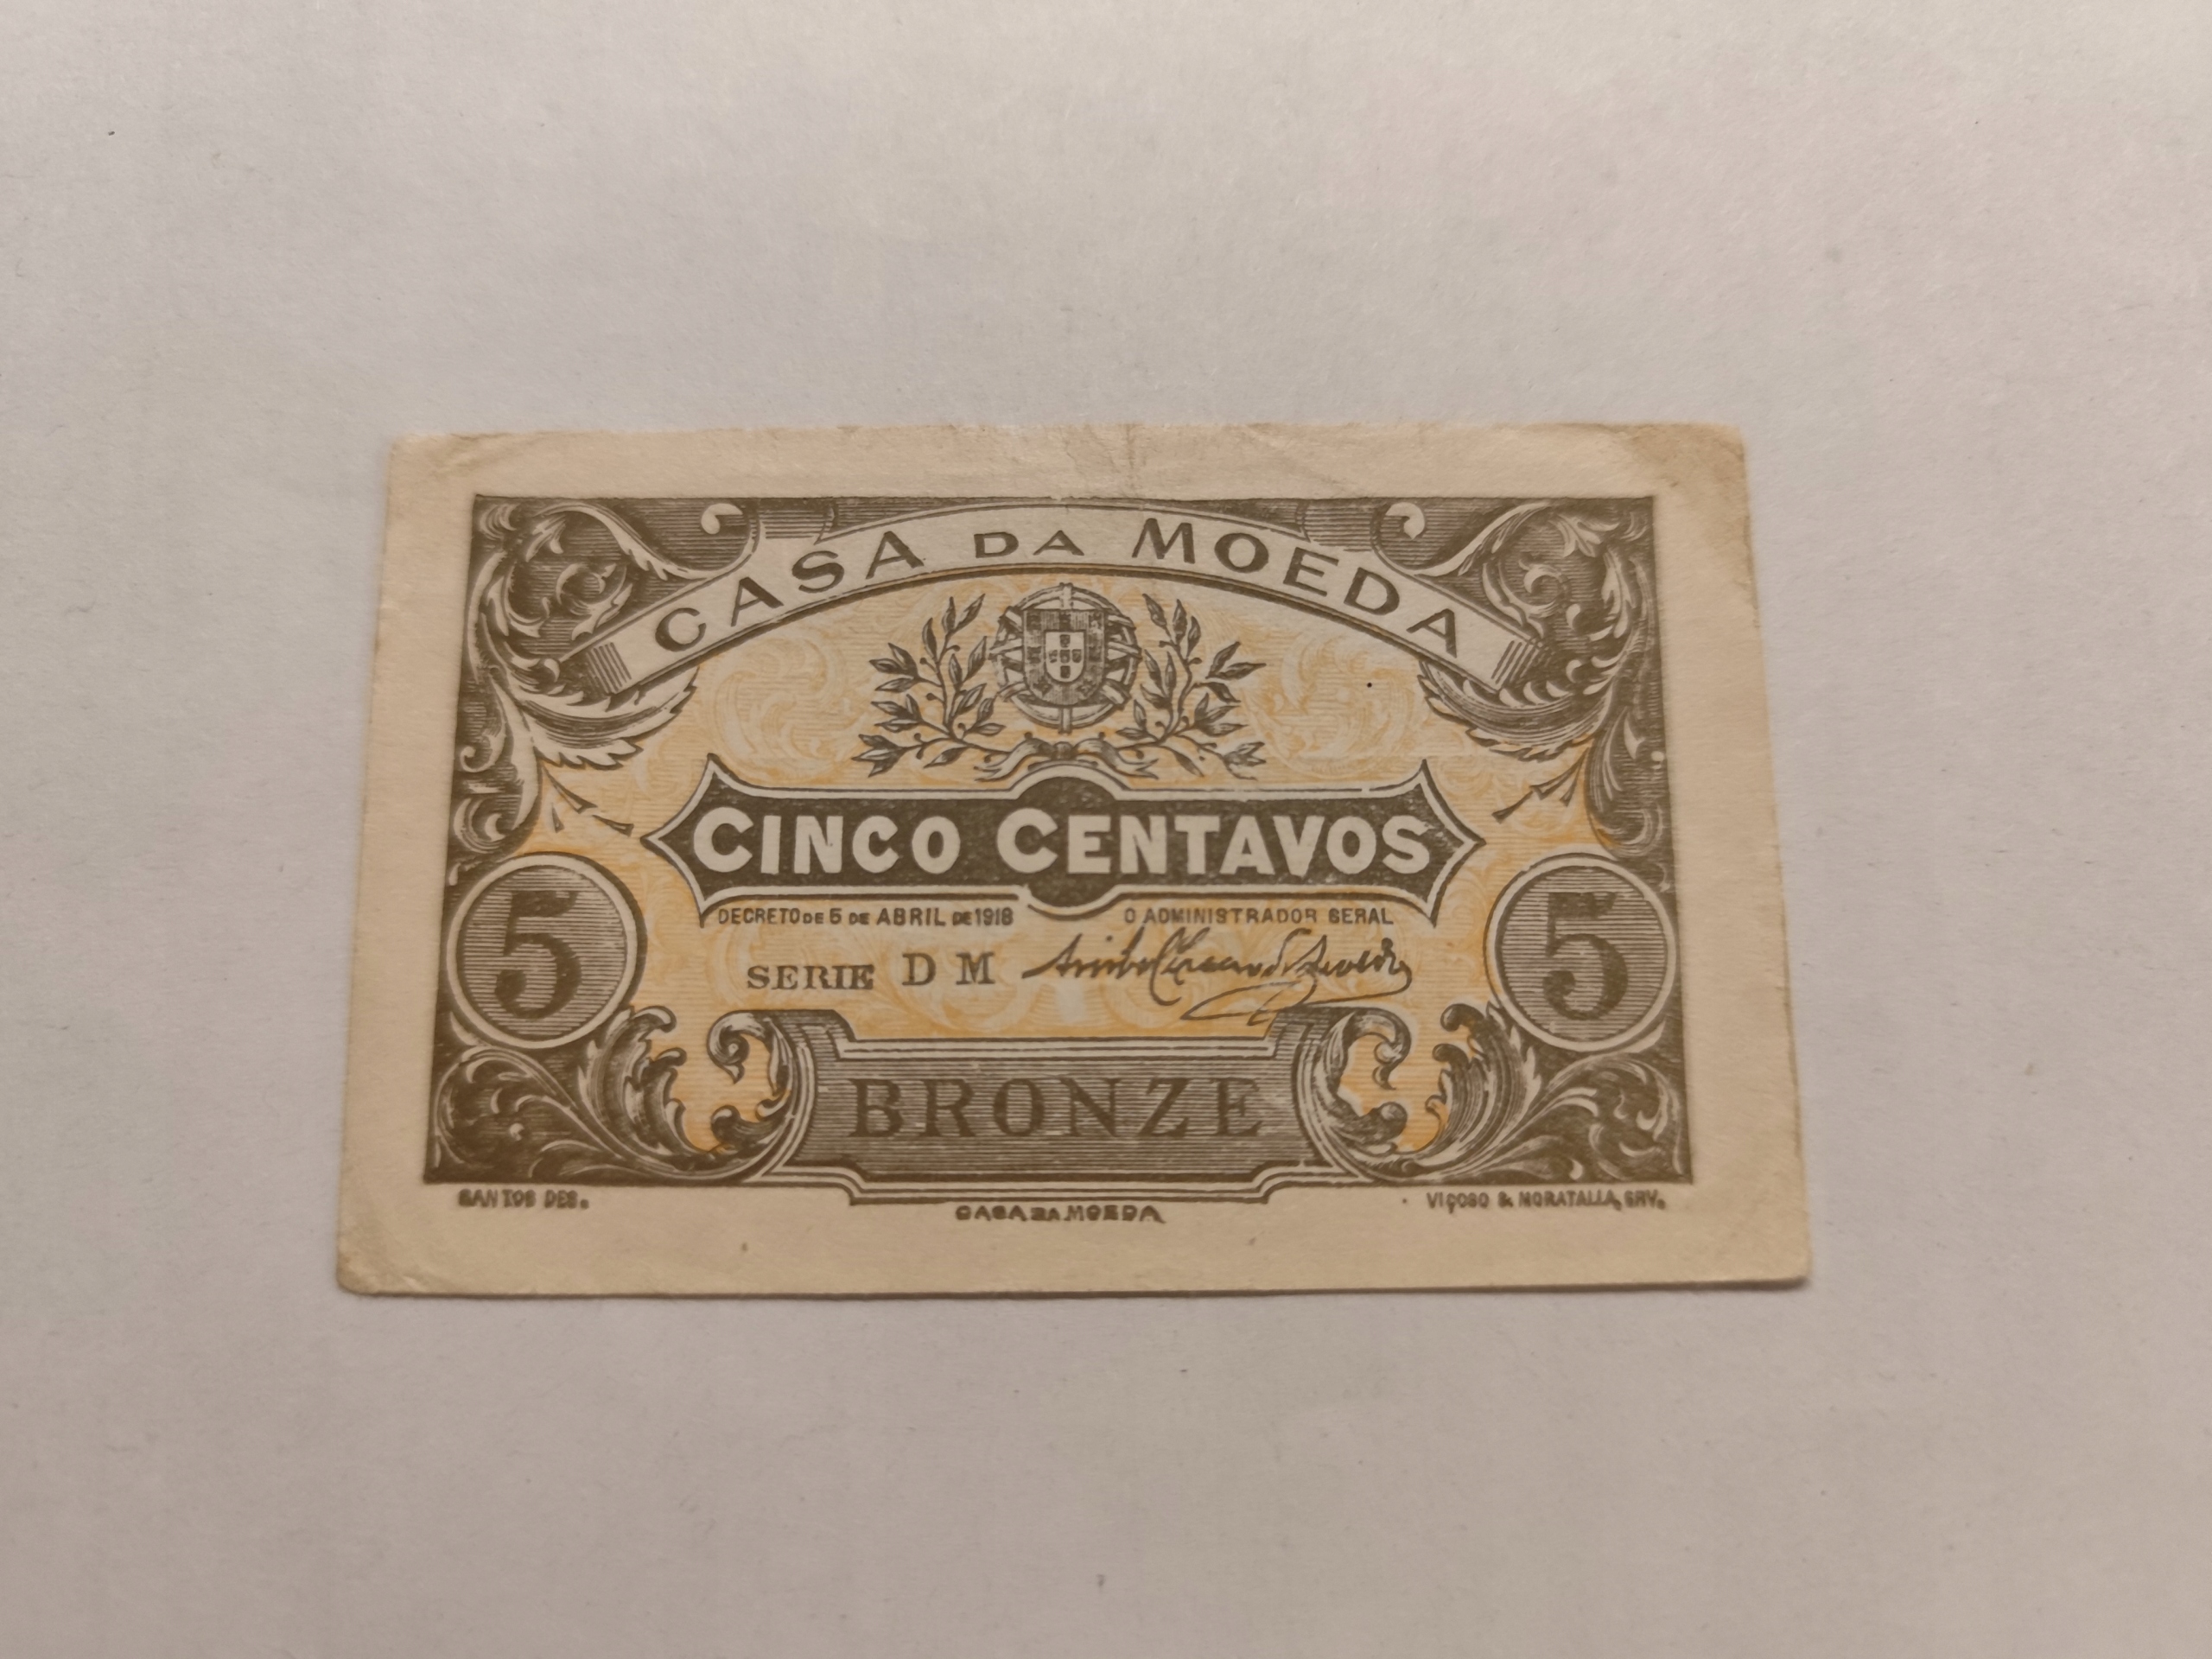 CASA DA MOEDA
CINCO CENTAVOS
DECRETO DE 5 DE ABRIL DE 1918
O ADMINISTRADOR GERAL
5
SERIE D M
5
BRONZE
SANTOS DES.
CASA DA MOEDA
VIÇOSO & MORATALLA, GRV.